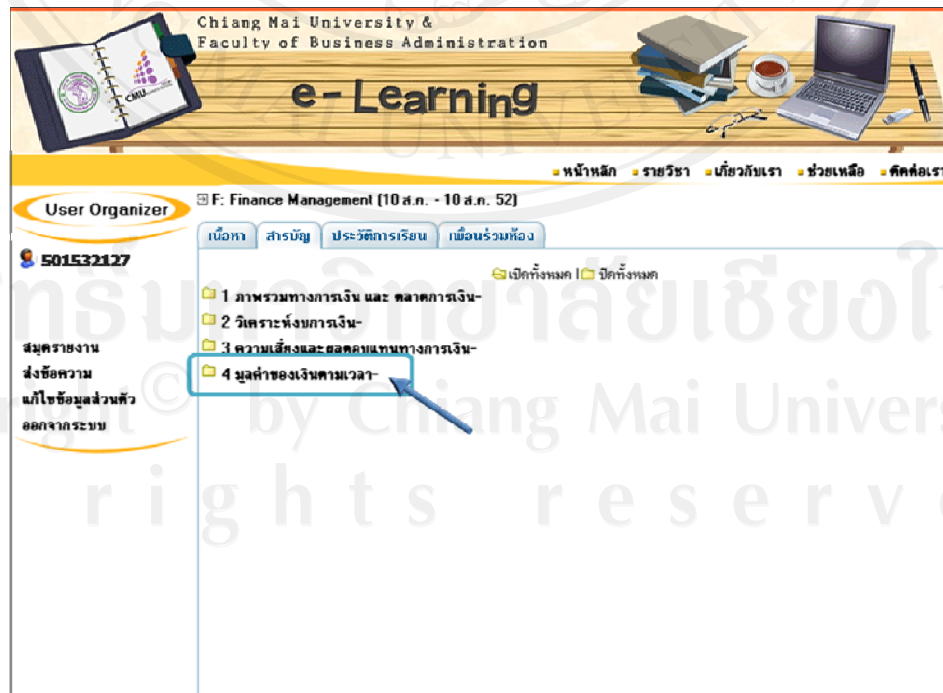 Chiang Mai University &
Faculty of Business Administration
e-Learning
CMU
หน้าหลัก รายวิชา เกี่ยวกับเรา ช่วยเหลือ ติดต่อเรา
User Organizer
F: Finance Management (10 ส.ค. - 10 ส.ค. 52)
เนื้อหา สารบัญ ประวัติการเรียน เพื่อนร่วมห้อง
501532127
เปิดทั้งหมด | ปิดทั้งหมด
1 ภาพรวมทางการเงิน และ ตลาดการเงิน-
2 วิเคราะห์งบการเงิน-
3 ความเสี่ยงและผลตอบแทนทางการเงิน-
4 มูลค่าของเงินตามเวลา-
สมุดรายงาน
ส่งข้อความ
แก้ไขข้อมูลส่วนตัว
ออกจากระบบ
by Chiang Mai Univers
rights reserve